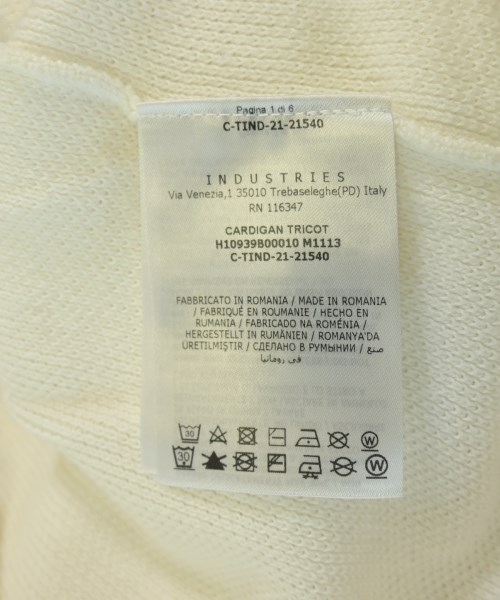 Pagina 1 di 6
C-TIND-21-21540
INDUSTRIES
Via Venezia,1 35010 Trebaseleghe(PD) Italy
RN 116347
CARDIGAN TRICOT
H10939B00010 M1113
C-TIND-21-21540
FABBRICATO IN ROMANIA / MADE IN ROMANIA
/ FABRIQUÉ EN ROUMANIE / HECHO EN
RUMANIA / FABRICADO NA ROMÉNIA /
HERGESTELLT IN RUMÄNIEN / ROMANYA'DA
ÜRETILMIŞTIR / СДЕЛАНО В РУМЫНИИ / صنع
في رومانيا
30
W
30
W